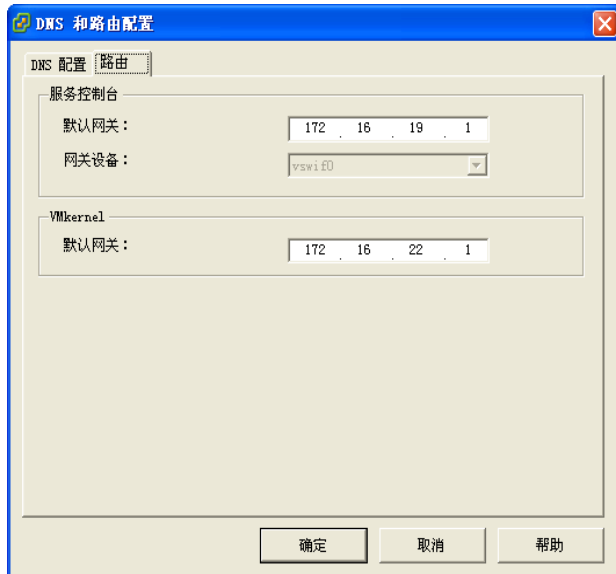 DNS 和路由配置
DNS 配置 路由
服务控制台
默认网关： 172 . 16 . 19 . 1
网关设备： vswif0
VMkernel
默认网关： 172 . 16 . 22 . 1
确定 取消 帮助